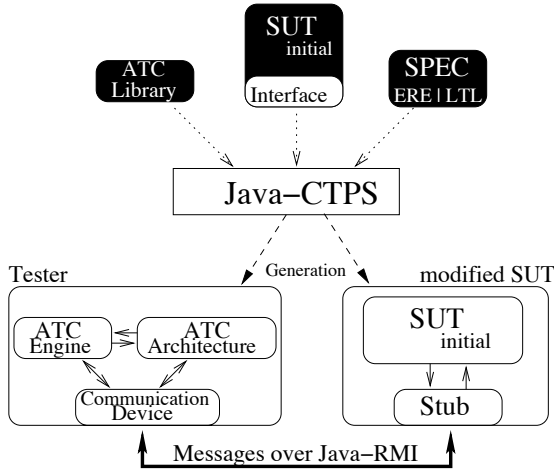 SUT
initial
Interface
ATC
Library
SPEC
ERE | LTL
Java-CTPS
Generation
Tester
modified SUT
ATC
Engine
ATC
Architecture
SUT
initial
Communication
Device
Stub
Messages over Java-RMI